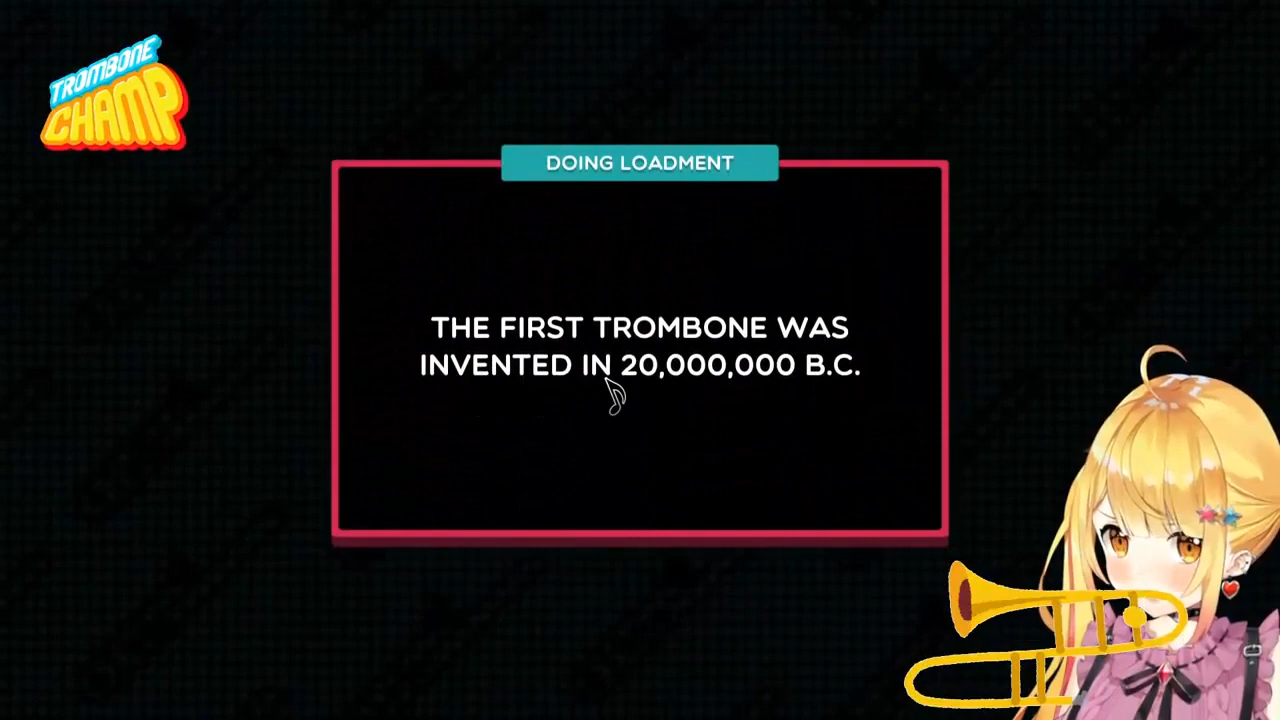 TROMBONE
CHAMP
DOING LOADMENT
THE FIRST TROMBONE WAS
INVENTED IN 20,000,000 B.C.